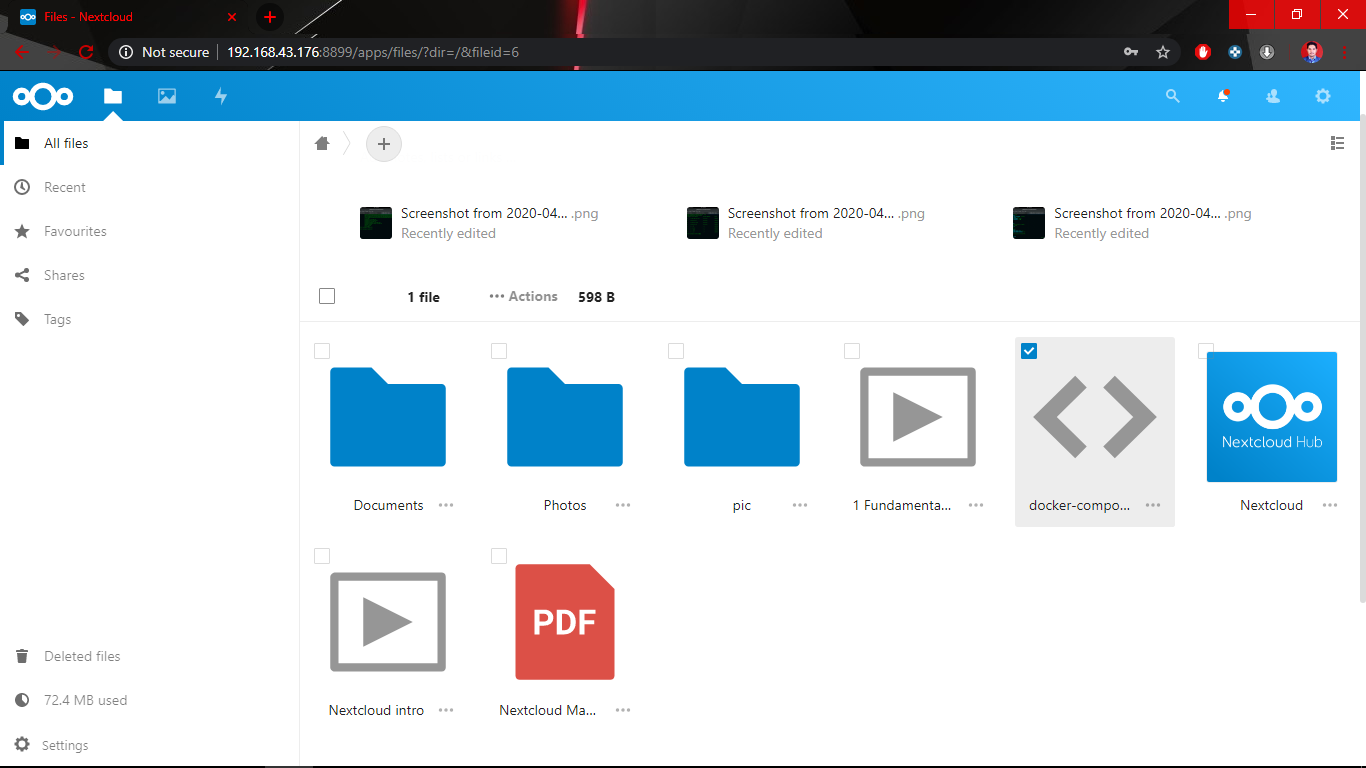 Files - Nextcloud
Not secure
192.168.43.176:8899/apps/files/?dir=/&fileid=6
All files
Recent
Favourites
Shares
Tags
Deleted files
72.4 MB used
Settings
Screenshot from 2020-04... .png
Recently edited
Screenshot from 2020-04... .png
Recently edited
Screenshot from 2020-04... .png
Recently edited
1 file
••• Actions
598 B
Nextcloud Hub
Documents
Photos
pic
1 Fundamenta...
docker-compo...
Nextcloud
PDF
Nextcloud intro
Nextcloud Ma...